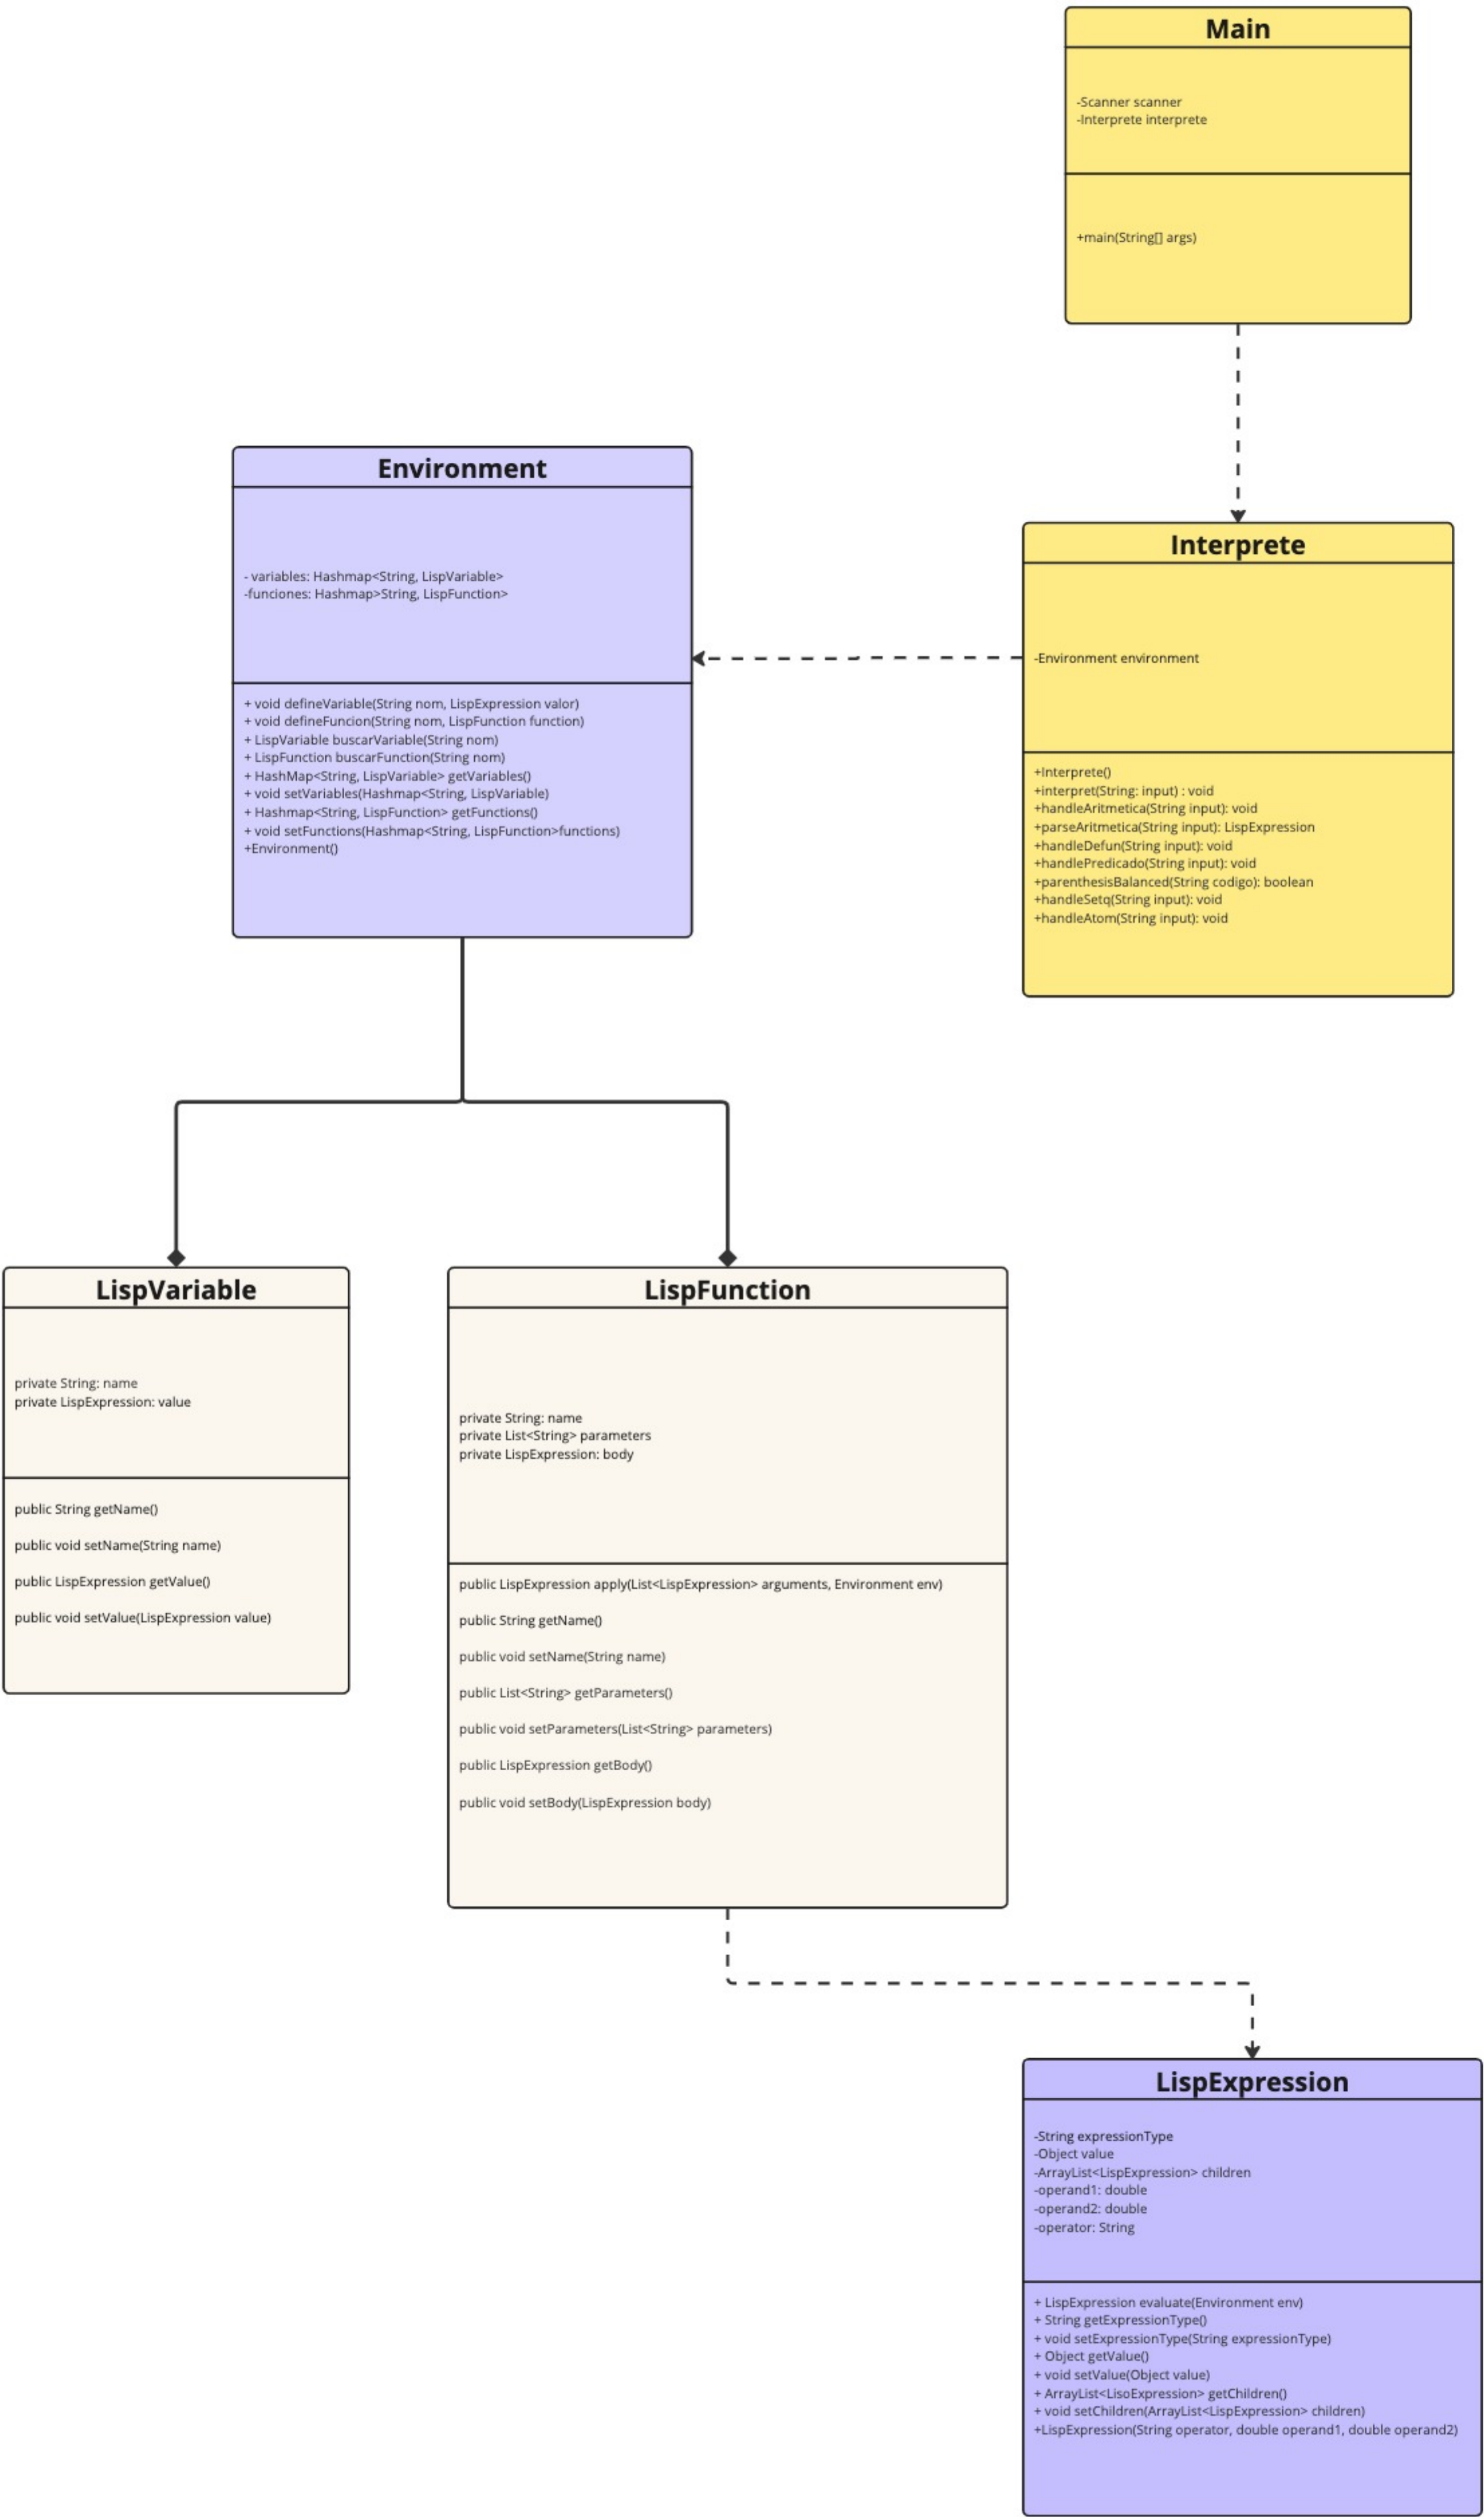 Main
-Scanner scanner
-Interprete interprete
+main(String[] args)
Environment
- variables: Hashmap<String, LispVariable>
-funciones: Hashmap>String, LispFunction>
+ void defineVariable(String nom, LispExpression valor)
+ void defineFuncion(String nom, LispFunction function)
+ LispVariable buscarVariable(String nom)
+ LispFunction buscarFunction(String nom)
+ HashMap<String, LispVariable> getVariables()
+ void setVariables(Hashmap<String, LispVariable)
+ Hashmap<String, LispFunction> getFunctions()
+ void setFunctions(Hashmap<String, LispFunction>functions)
+Environment()
Interprete
-Environment environment
+Interprete()
+interpret(String: input) : void
+handleAritmetica(String input): void
+parseAritmetica(String input): LispExpression
+handleDefun(String input): void
+handlePredicado(String input): void
+parenthesisBalanced(String codigo): boolean
+handleSetq(String input): void
+handleAtom(String input): void
LispVariable
private String: name
private LispExpression: value
public String getName()
public void setName(String name)
public LispExpression getValue()
public void setValue(LispExpression value)
LispFunction
private String: name
private List<String> parameters
private LispExpression: body
public LispExpression apply(List<LispExpression> arguments, Environment env)
public String getName()
public void setName(String name)
public List<String> getParameters()
public void setParameters(List<String> parameters)
public LispExpression getBody()
public void setBody(LispExpression body)
LispExpression
-String expressionType
-Object value
-ArrayList<LispExpression> children
-operand1: double
-operand2: double
-operator: String
+ LispExpression evaluate(Environment env)
+ String getExpressionType()
+ void setExpressionType(String expressionType)
+ Object getValue()
+ void setValue(Object value)
+ ArrayList<LisoExpression> getChildren()
+ void setChildren(ArrayList<LispExpression> children)
+LispExpression(String operator, double operand1, double operand2)